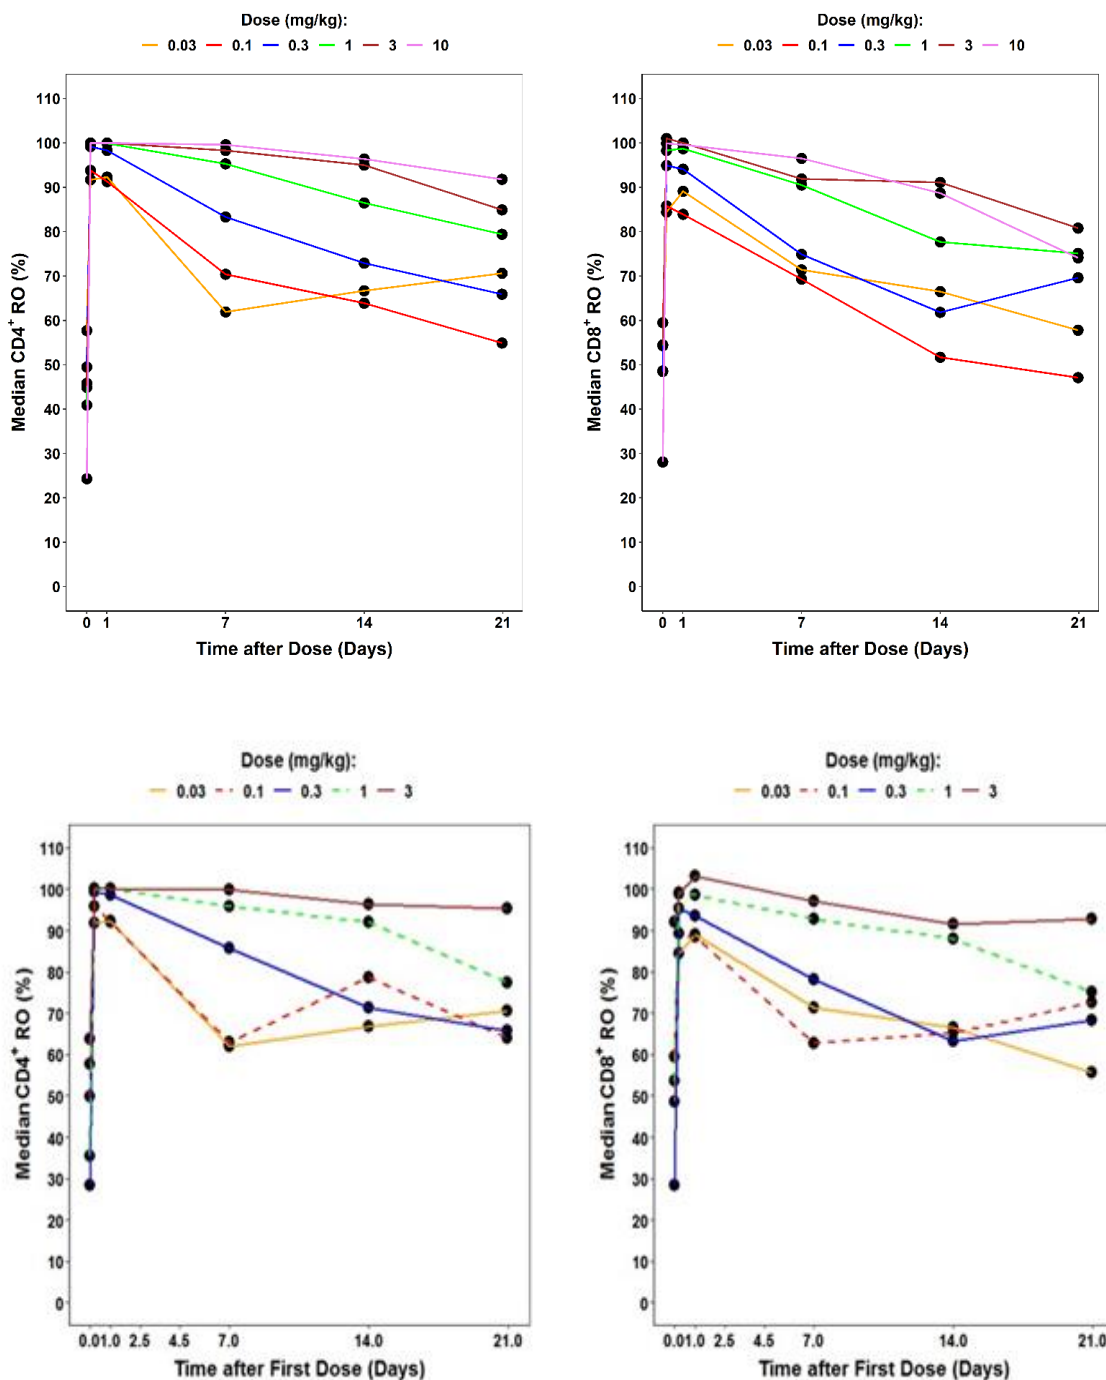 Dose (mg/kg):
0.03 0.1 0.3 1 3 10
110
100
90
80
70
60
50
40
30
20
10
0
Median CD4+ RO (%)
0 1 7 14 21
Time after Dose (Days)
Dose (mg/kg):
0.03 0.1 0.3 1 3 10
110
100
90
80
70
60
50
40
30
20
10
0
Median CD8+ RO (%)
0 1 7 14 21
Time after Dose (Days)
Dose (mg/kg):
0.03 0.1 0.3 1 3
110
100
90
80
70
60
50
40
30
20
10
0
Median CD4+ RO (%)
0.01.0 2.5 4.5 7.0 14.0 21.0
Time after First Dose (Days)
Dose (mg/kg):
0.03 0.1 0.3 1 3
110
100
90
80
70
60
50
40
30
20
10
0
Median CD8+ RO (%)
0.01.0 2.5 4.5 7.0 14.0 21.0
Time after First Dose (Days)